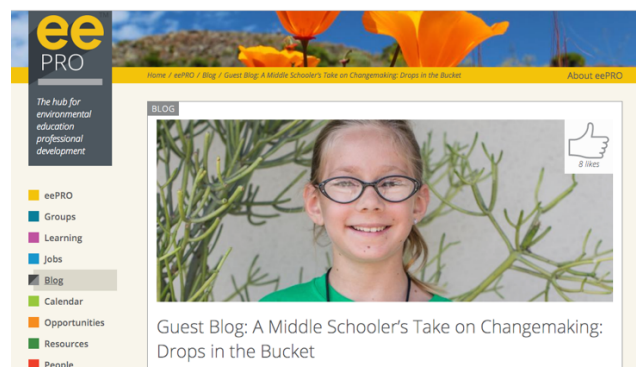 ee
PRO
The hub for
environmental
education
professional
development
Home / eePRO / Blog / Guest Blog: A Middle Schooler's Take on Changemaking: Drops in the Bucket
About eePRO
BLOG
8 likes
eePRO
Groups
Learning
Jobs
Blog
Calendar
Opportunities
Resources
People
Guest Blog: A Middle Schooler’s Take on Changemaking:
Drops in the Bucket